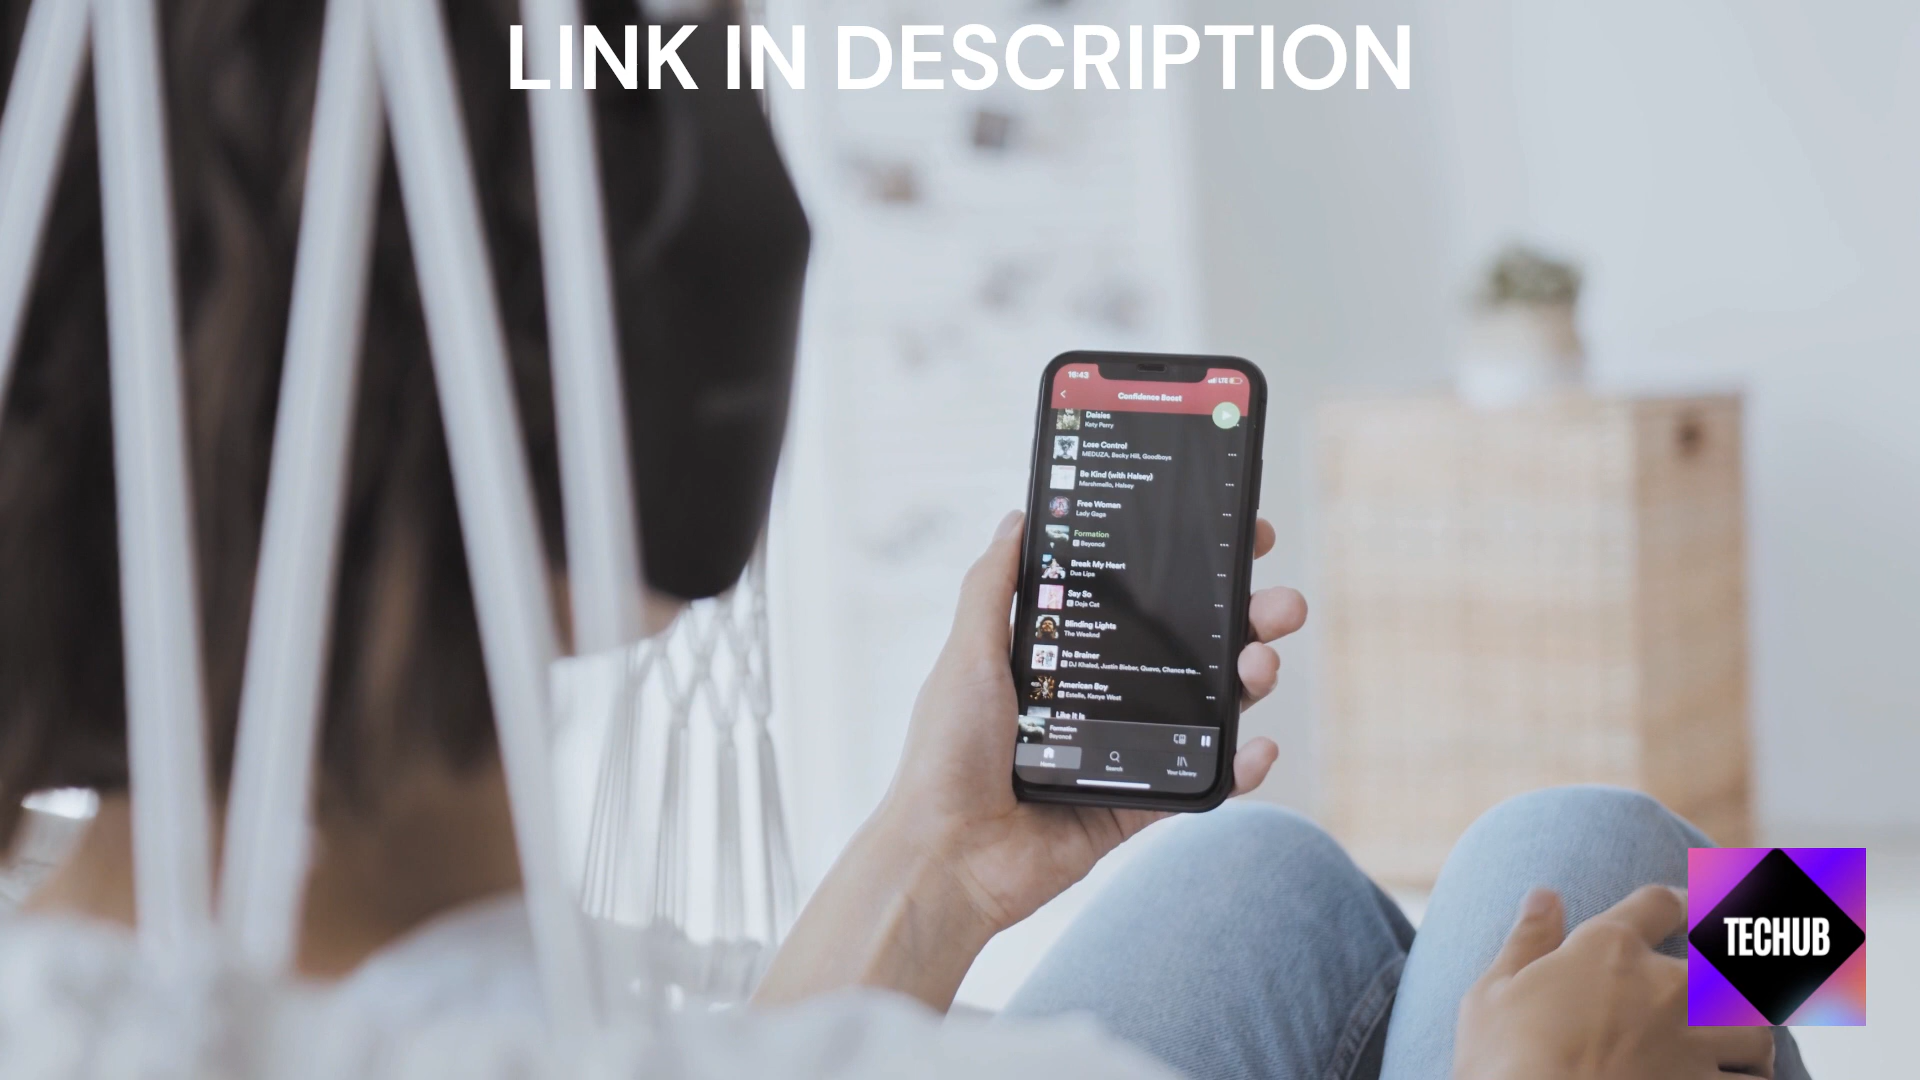 LINK IN DESCRIPTION
16:43
LTE
Confidence Boost
Daisies
Katy Perry
Lose Control
MEDUZA, Becky Hill, Goodboys
Be Kind (with Halsey)
Marshmello, Halsey
Free Woman
Lady Gaga
Formation
E Beyoncé
Break My Heart
Dua Lipa
Say So
E Doja Cat
Blinding Lights
The Weeknd
No Brainer
E DJ Khaled, Justin Bieber, Quavo, Chance the...
American Boy
E Estelle, Kanye West
Like It Is
Formation
Beyoncé
Home
Search
Your Library
TECHUB